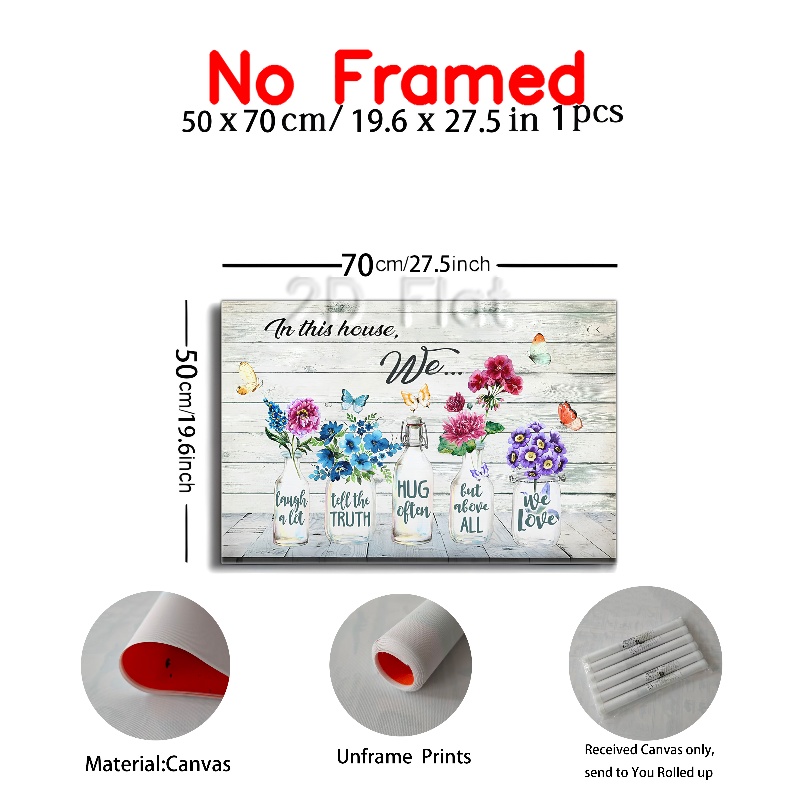 No Framed
50 x 70 cm/ 19.6 x 27.5 in 1pcs
70cm/27.5inch
2D Flat
50cm/19.6inch
In this house,
We...
laugh
a lot
tell the
TRUTH
HUG
often
but
above
ALL
we
Love
Material:Canvas
Unframe Prints
Received Canvas only,
send to You Rolled up